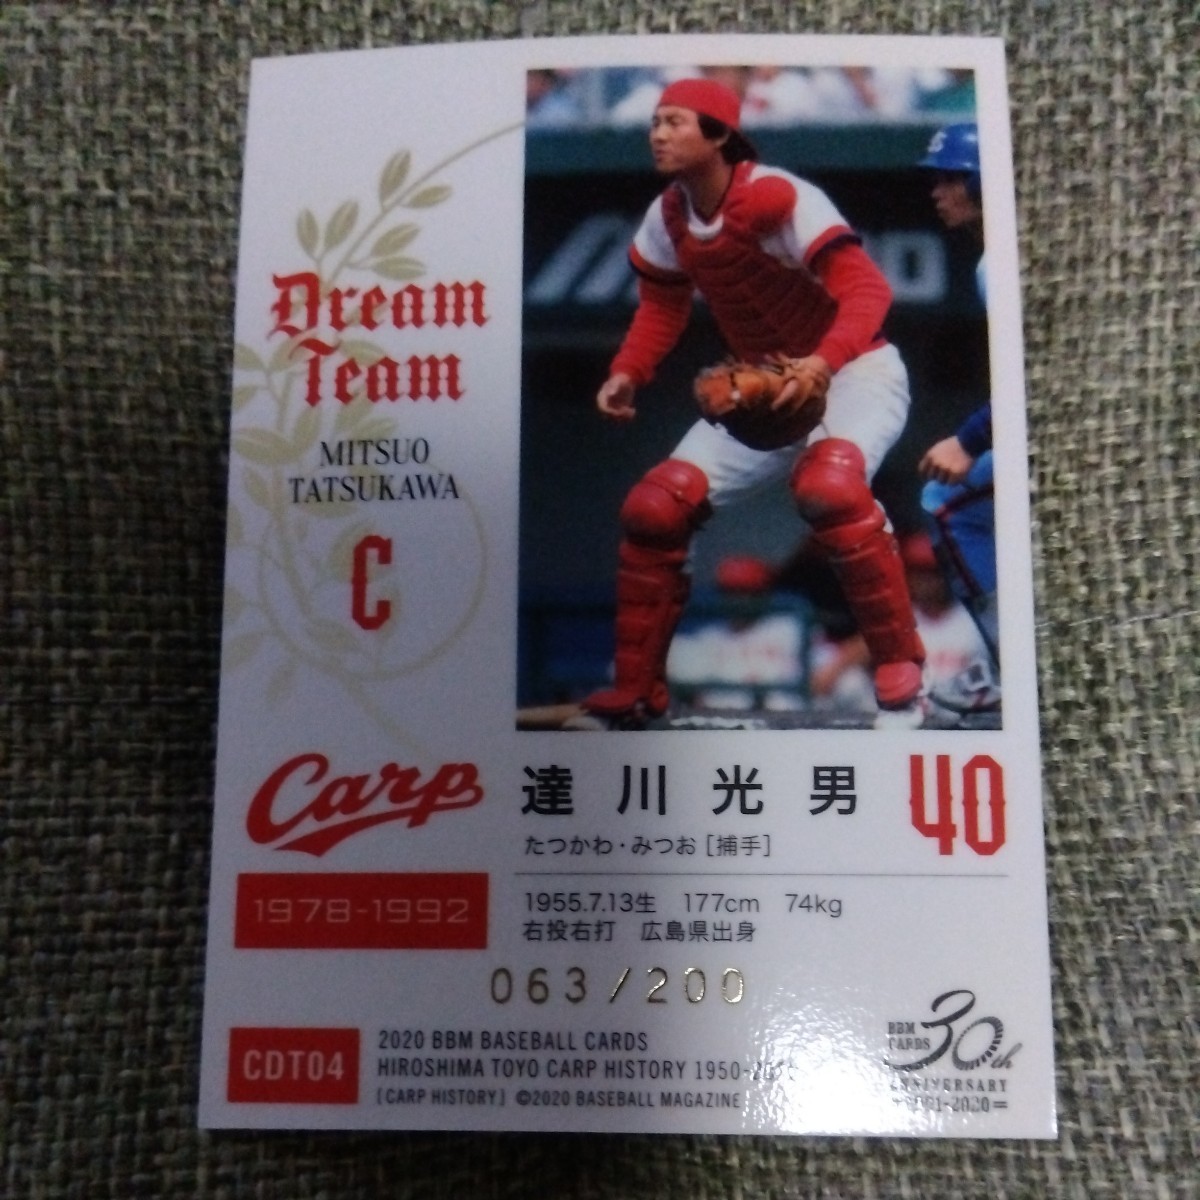 Dream
Team
MITSUO
TATSUKAWA
C
Carp
達川光男
40
たつかわ・みつお [捕手]
1978-1992
1955.7.13生 177cm 74kg
右投右打 広島県出身
063/200
CDT04
2020 BBM BASEBALL CARDS
HIROSHIMA TOYO CARP HISTORY
[CARP HISTORY] ©2020 BASEBALL MAGAZINE
BBM
CARDS
30th
ANNIVERSARY